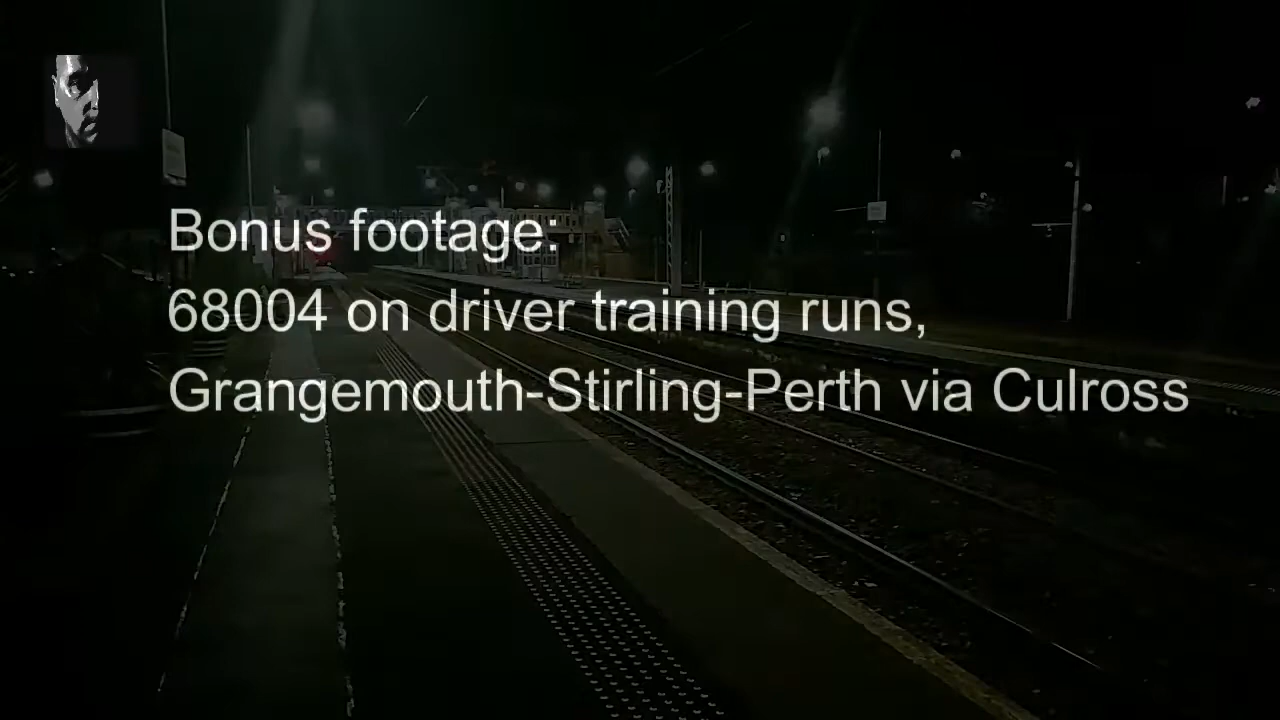 Bonus footage:
68004 on driver training runs,
Grangemouth-Stirling-Perth via Culross